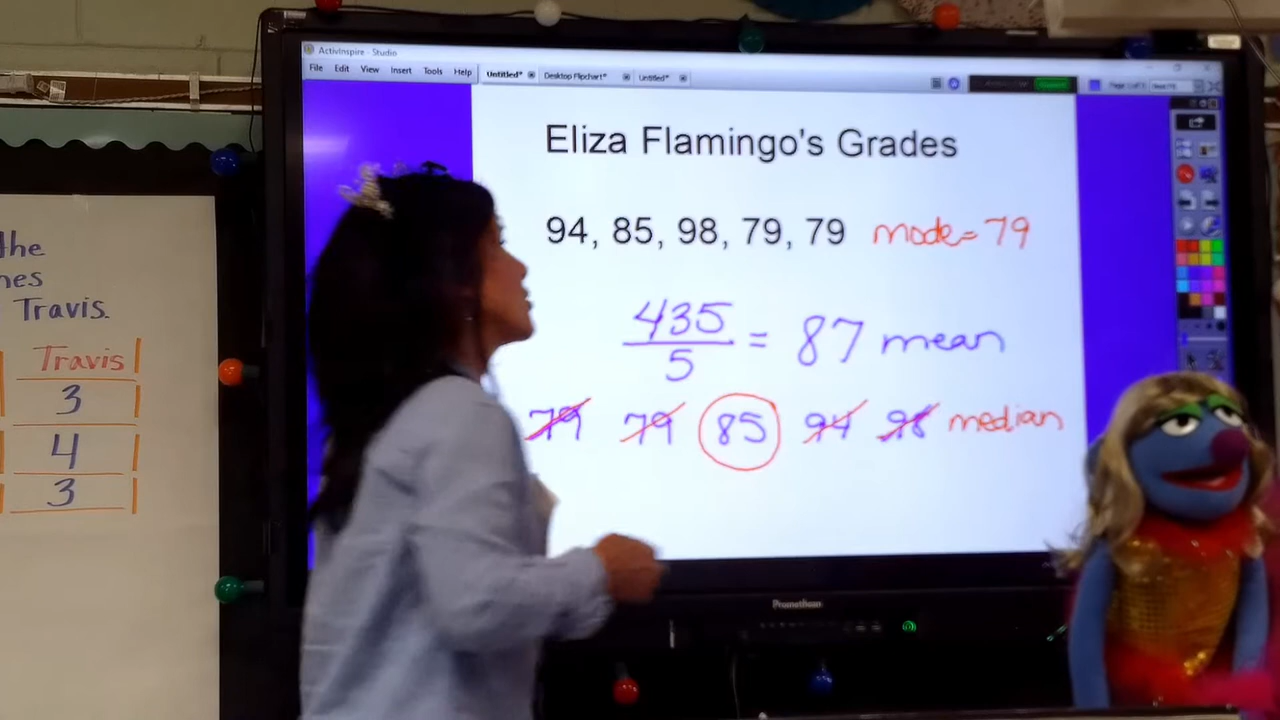 the
nes
Travis.
Travis
3
4
3
ActivInspire - Studio
File Edit View Insert Tools Help Untitled* Desktop Flipchart* Untitled*
Eliza Flamingo's Grades
94, 85, 98, 79, 79 mode=79
435
5
= 87 mean
79 79 85 94 98 median
Promethean